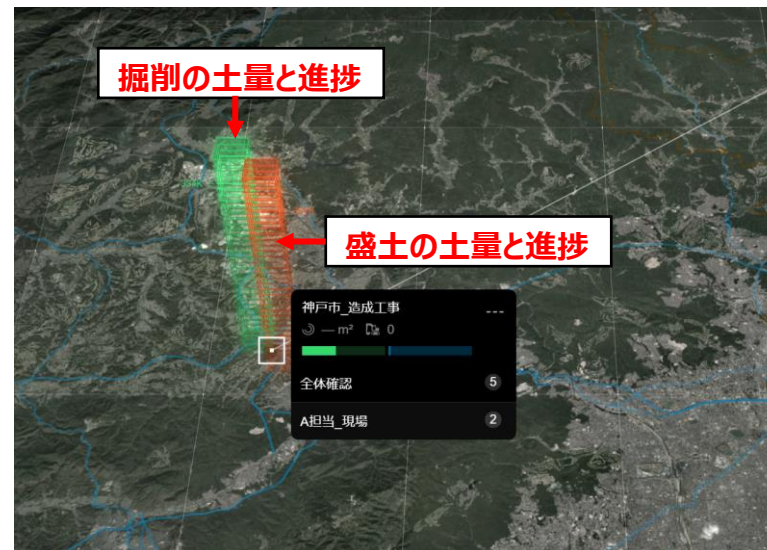 掘削の土量と進捗
盛土の土量と進捗
神戸市_造成工事
---
— m² 0
全体確認 5
A担当_現場 2